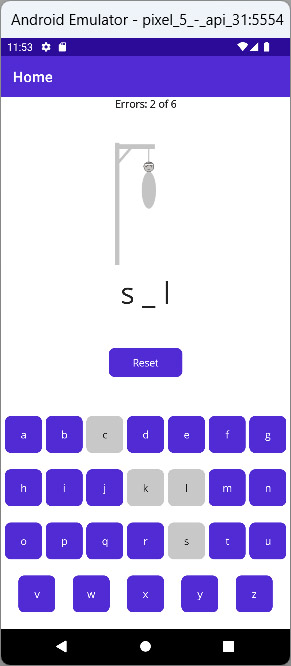 Android Emulator - pixel_5_-_api_31:5554
11:53
Home
Errors: 2 of 6
s _ l
Reset
a b c d e f g
h i j k l m n
o p q r s t u
v w x y z